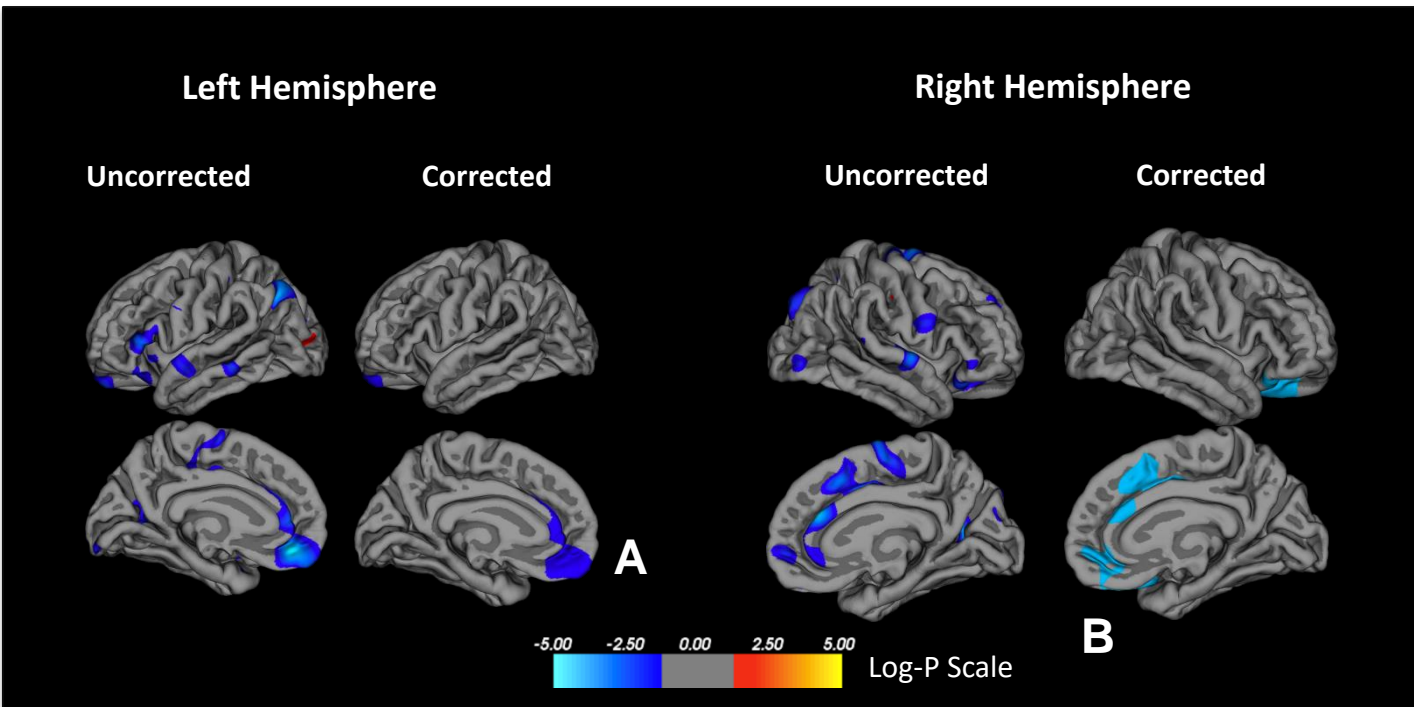 Left Hemisphere
Right Hemisphere
Uncorrected
Corrected
Uncorrected
Corrected
A
B
-5.00 -2.50 0.00 2.50 5.00
Log-P Scale